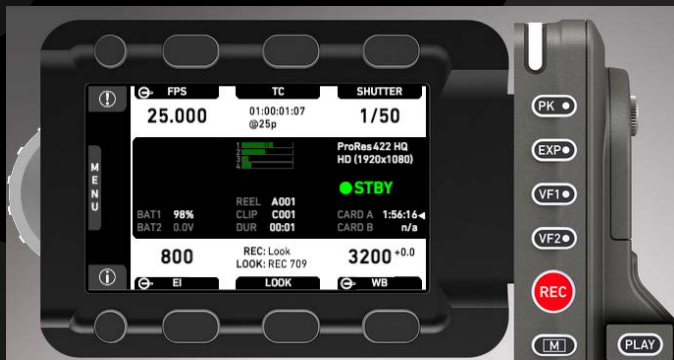 FPS
TC
SHUTTER
25.000
01:00:01:07
@25p
1/50
MENU
1
2
3
4
ProRes 422 HQ
HD (1920x1080)
STBY
REEL A001
BAT1 98%
CLIP C001
CARD A 1:56:16
BAT2 0.0V
DUR 00:01
CARD B n/a
800
REC: Look
LOOK: REC 709
3200 +0.0
EI
LOOK
WB
PK
EXP
VF1
VF2
REC
M
PLAY